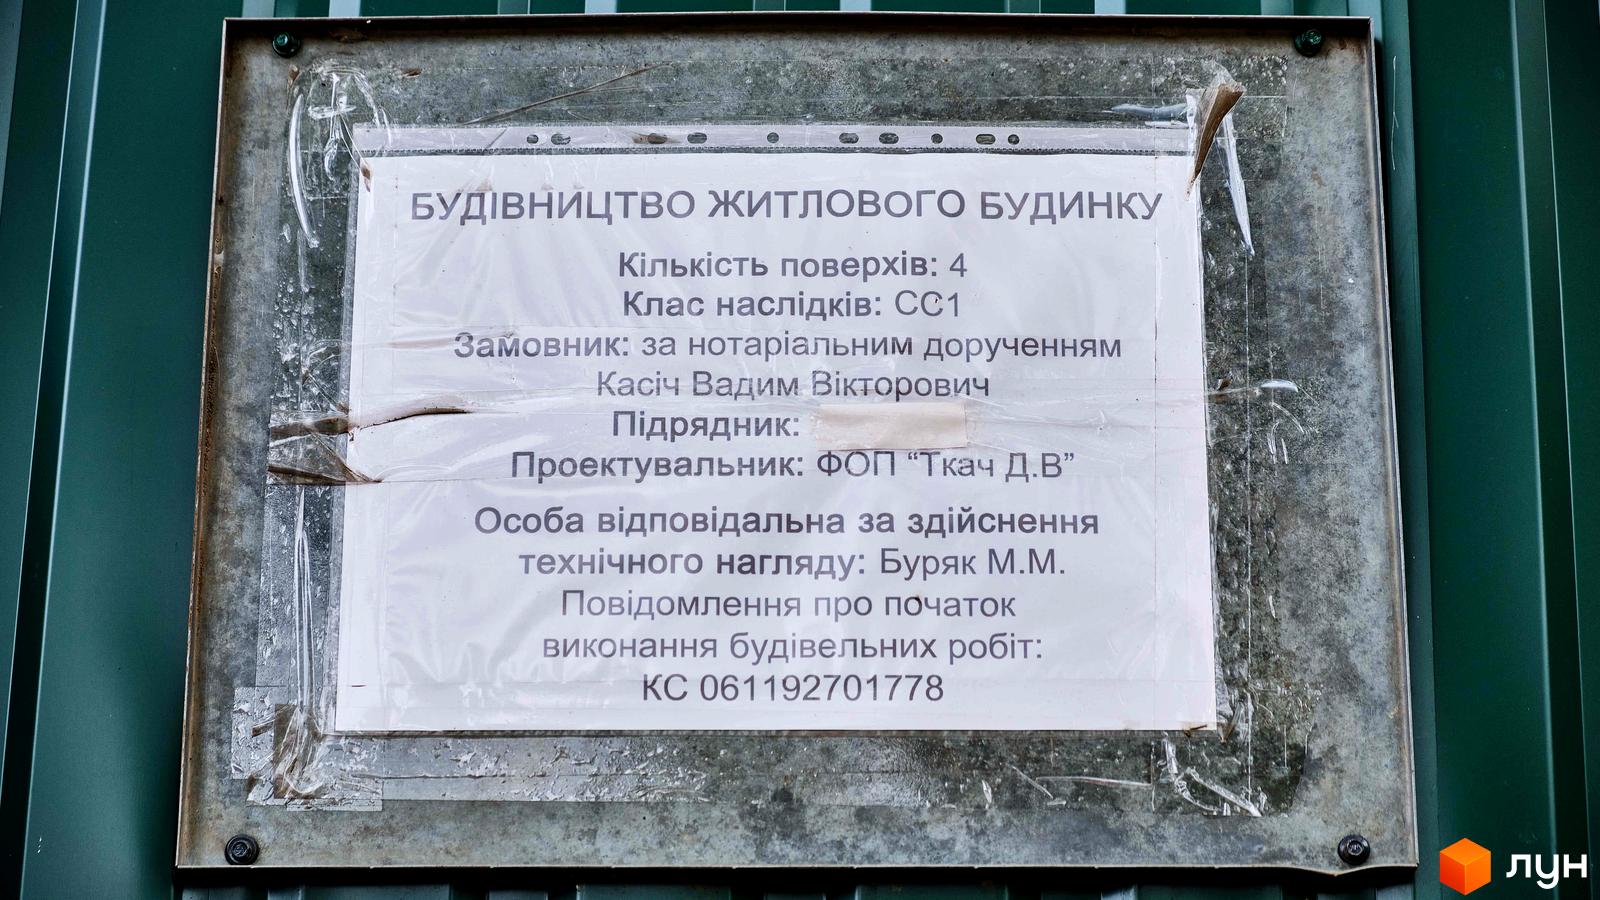 БУДІВНИЦТВО ЖИТЛОВОГО БУДИНКУ
Кількість поверхів: 4
Клас наслідків: СС1
Замовник: за нотаріальним дорученням
Касіч Вадим Вікторович
Підрядник:
Проектувальник: ФОП “Ткач Д.В”
Особа відповідальна за здійснення
технічного нагляду: Буряк М.М.
Повідомлення про початок
виконання будівельних робіт:
КС 061192701778
лун